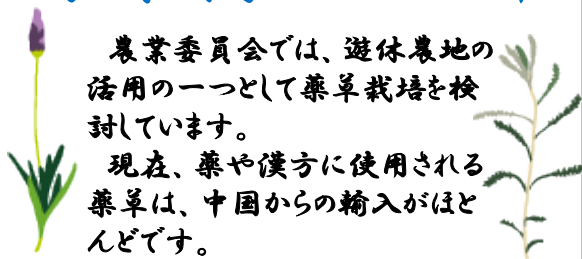 農業委員会では、遊休農地の
活用の一つとして薬草栽培を検
討しています。
現在、薬や漢方に使用される
薬草は、中国からの輸入がほと
んどです。